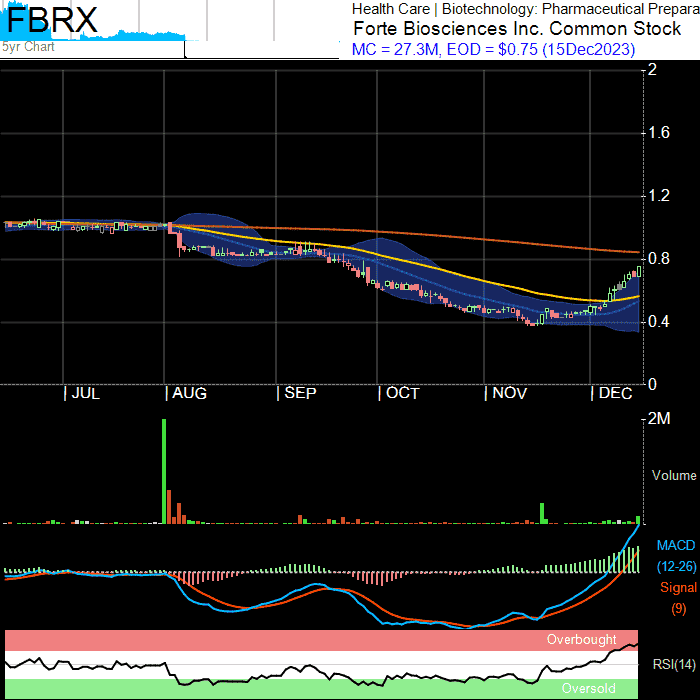 FBRX
5yr Chart
Health Care | Biotechnology: Pharmaceutical Prepara
Forte Biosciences Inc. Common Stock
MC = 27.3M, EOD = $0.75 (15Dec2023)
2
1.6
1.2
0.8
0.4
0
| JUL | AUG | SEP | OCT | NOV | DEC
2M
Volume
MACD
(12-26)
Signal
(9)
Overbought
RSI(14)
Oversold